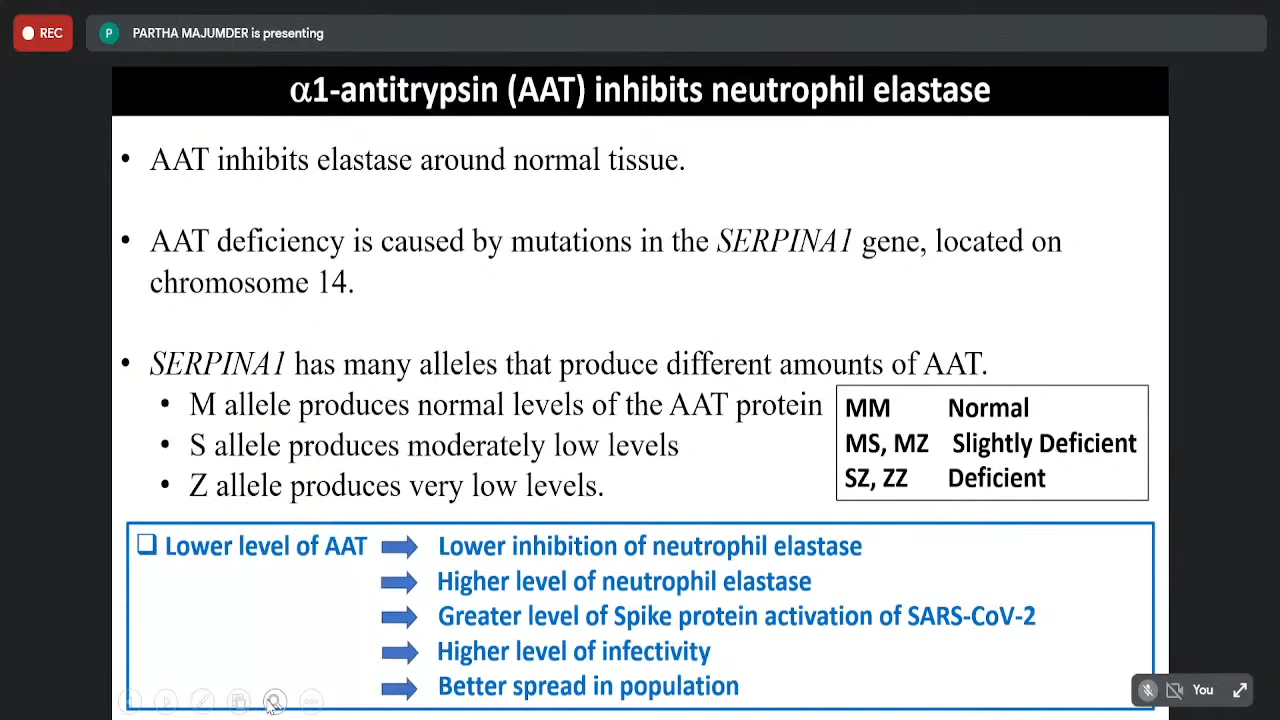 REC
P PARTHA MAJUMDER is presenting
α1-antitrypsin (AAT) inhibits neutrophil elastase
• AAT inhibits elastase around normal tissue.
• AAT deficiency is caused by mutations in the SERPINA1 gene, located on
chromosome 14.
• SERPINA1 has many alleles that produce different amounts of AAT.
• M allele produces normal levels of the AAT protein
• S allele produces moderately low levels
• Z allele produces very low levels.
MM Normal
MS, MZ Slightly Deficient
SZ, ZZ Deficient
❑ Lower level of AAT ➡ Lower inhibition of neutrophil elastase
➡ Higher level of neutrophil elastase
➡ Greater level of Spike protein activation of SARS-CoV-2
➡ Higher level of infectivity
➡ Better spread in population
You